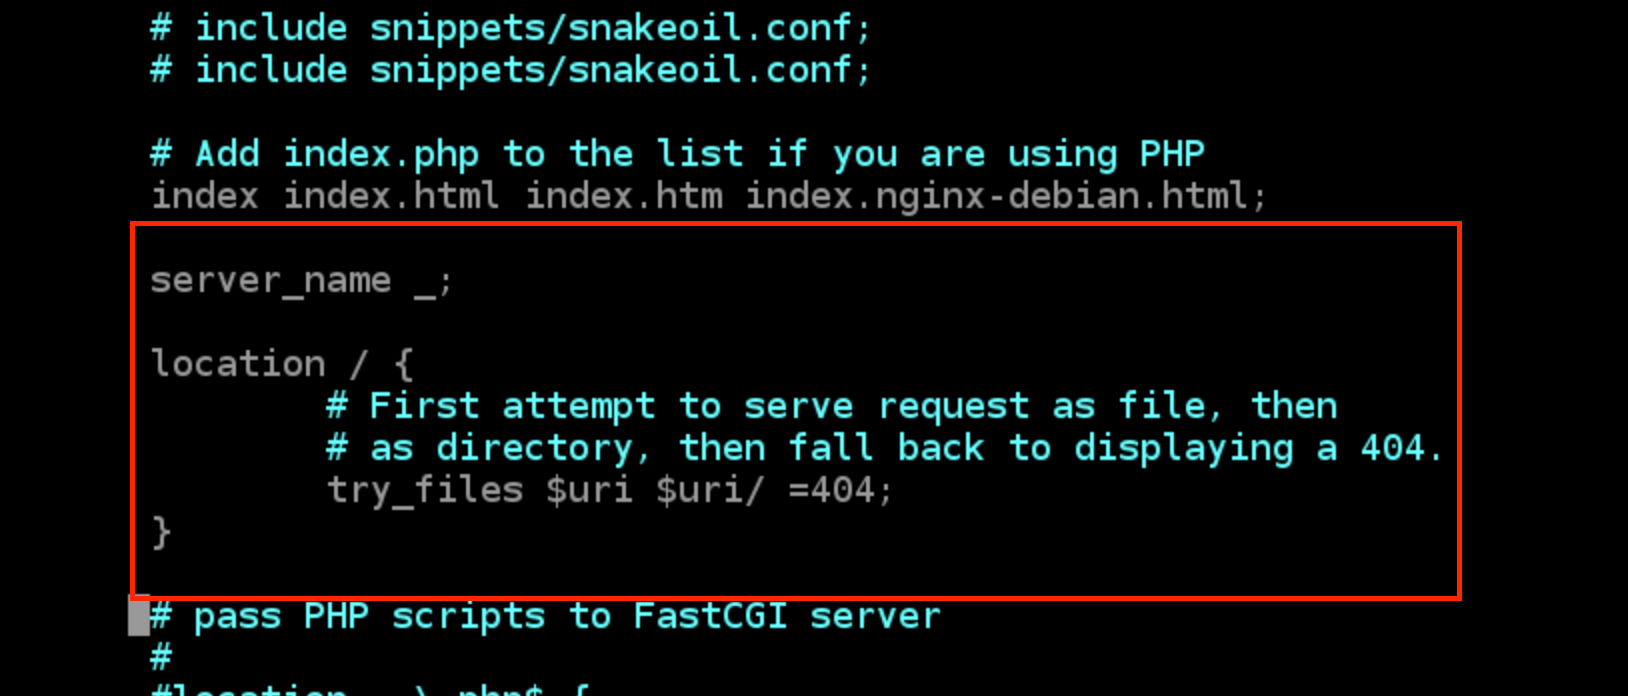 # include snippets/snakeoil.conf;
# include snippets/snakeoil.conf;
# Add index.php to the list if you are using PHP
index index.html index.htm index.nginx-debian.html;
server_name _;
location / {
# First attempt to serve request as file, then
# as directory, then fall back to displaying a 404.
try_files $uri $uri/ =404;
}
# pass PHP scripts to FastCGI server
#
#location \ php$ {